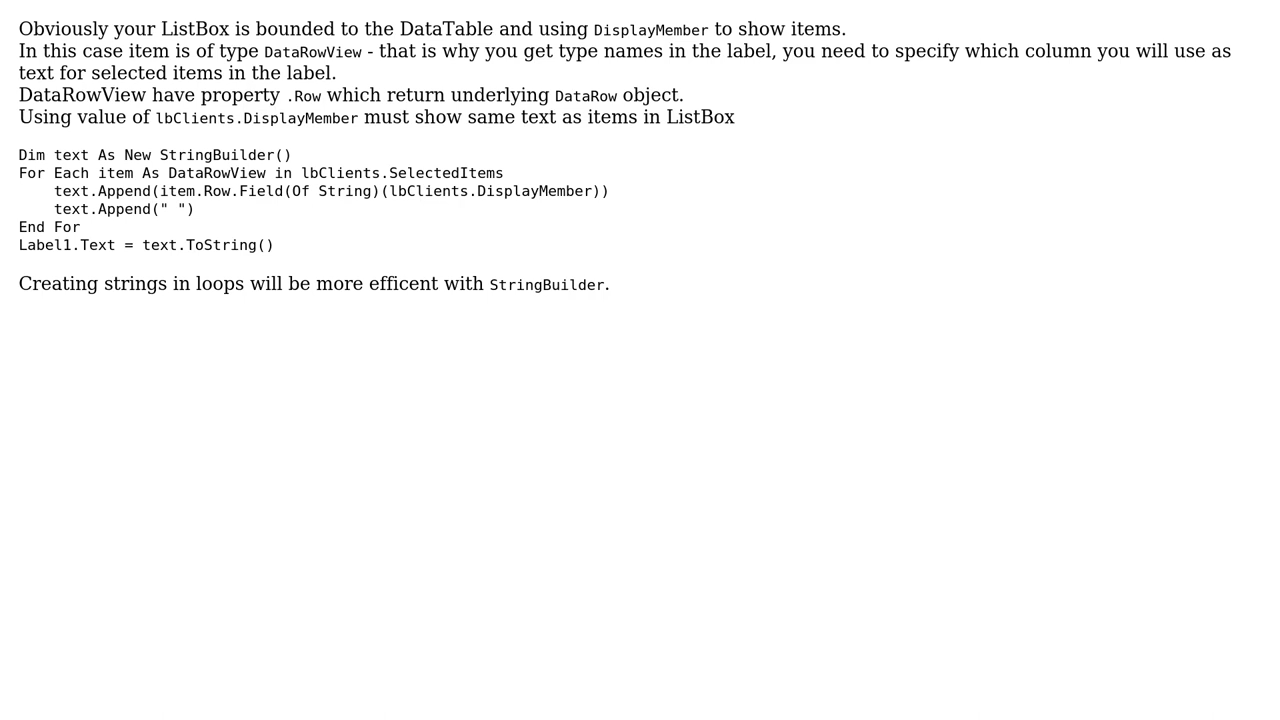 Obviously your ListBox is bounded to the DataTable and using DisplayMember to show items.
In this case item is of type DataRowView - that is why you get type names in the label, you need to specify which column you will use as
text for selected items in the label.
DataRowView have property .Row which return underlying DataRow object.
Using value of lbClients.DisplayMember must show same text as items in ListBox
Dim text As New StringBuilder()
For Each item As DataRowView in lbClients.SelectedItems
    text.Append(item.Row.Field(Of String)(lbClients.DisplayMember))
    text.Append(" ")
End For
Label1.Text = text.ToString()
Creating strings in loops will be more efficent with StringBuilder.